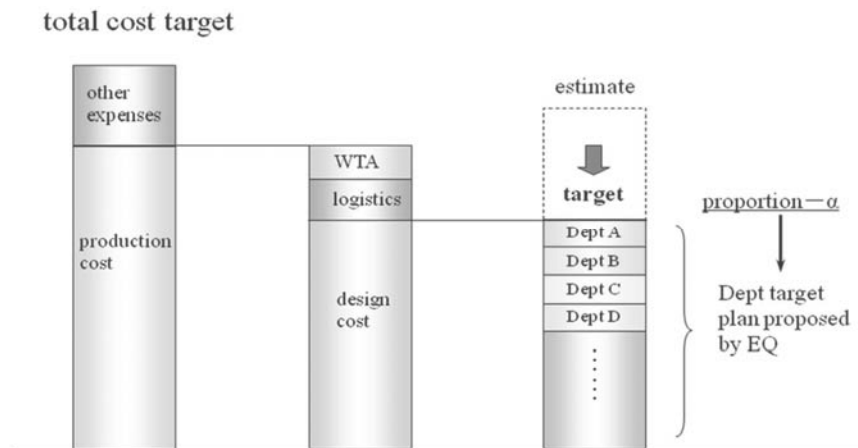 total cost target
other
expenses
production
cost
WTA
logistics
design
cost
estimate
target
Dept A
Dept B
Dept C
Dept D
proportion－α
Dept target
plan proposed
by EQ